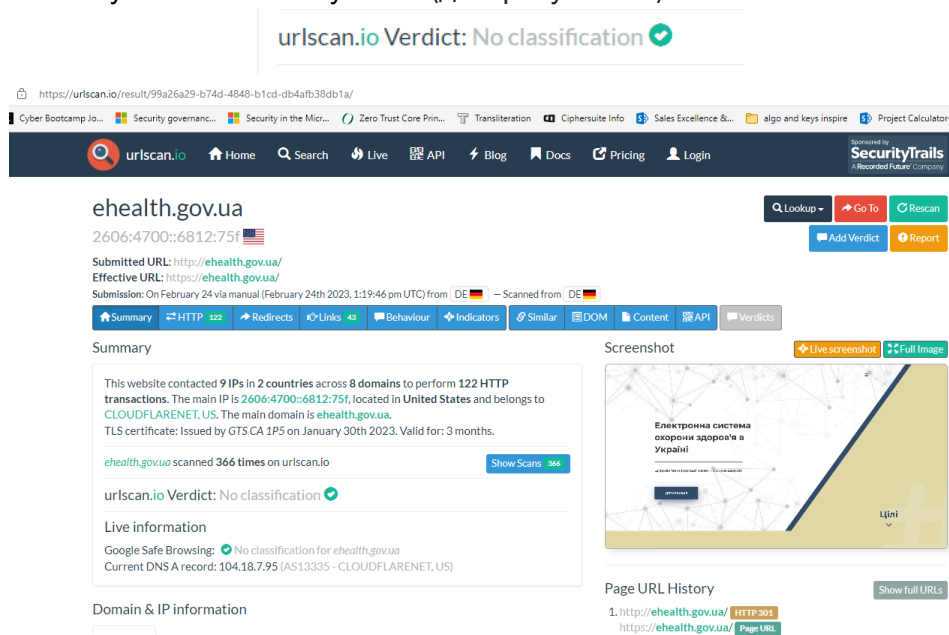 urlscan.io Verdict: No classification
https://urlscan.io/result/99a26a29-b74d-4848-b1cd-db4afb38db1a/
Cyber Bootcamp Jo... Security governanc... Security in the Micr... Zero Trust Core Prin... Transliteration Ciphersuite Info Sales Excellence &... algo and keys inspire Project Calculator
urlscan.io Home Search Live API Blog Docs Pricing Login
Sponsored by
SecurityTrails
A Recorded Future Company
ehealth.gov.ua
Lookup Go To Rescan
2606:4700::6812:75f
Add Verdict Report
Submitted URL: http://ehealth.gov.ua/
Effective URL: https://ehealth.gov.ua/
Submission: On February 24 via manual (February 24th 2023, 1:19:46 pm UTC) from DE – Scanned from DE
Summary HTTP 122 Redirects Links 43 Behaviour Indicators Similar DOM Content API Verdicts
Summary
This website contacted 9 IPs in 2 countries across 8 domains to perform 122 HTTP
transactions. The main IP is 2606:4700::6812:75f, located in United States and belongs to
CLOUDFLARENET, US. The main domain is ehealth.gov.ua.
TLS certificate: Issued by GTS CA 1P5 on January 30th 2023. Valid for: 3 months.
ehealth.gov.ua scanned 366 times on urlscan.io
Show Scans 366
urlscan.io Verdict: No classification
Live information
Google Safe Browsing: No classification for ehealth.gov.ua
Current DNS A record: 104.18.7.95 (AS13335 - CLOUDFLARENET, US)
Domain & IP information
Screenshot
Live screenshot Full Image
Електронна система
охорони здоров'я в
Україні
Цілі
Page URL History
Show full URLs
1. http://ehealth.gov.ua/ HTTP 301
https://ehealth.gov.ua/ Page URL